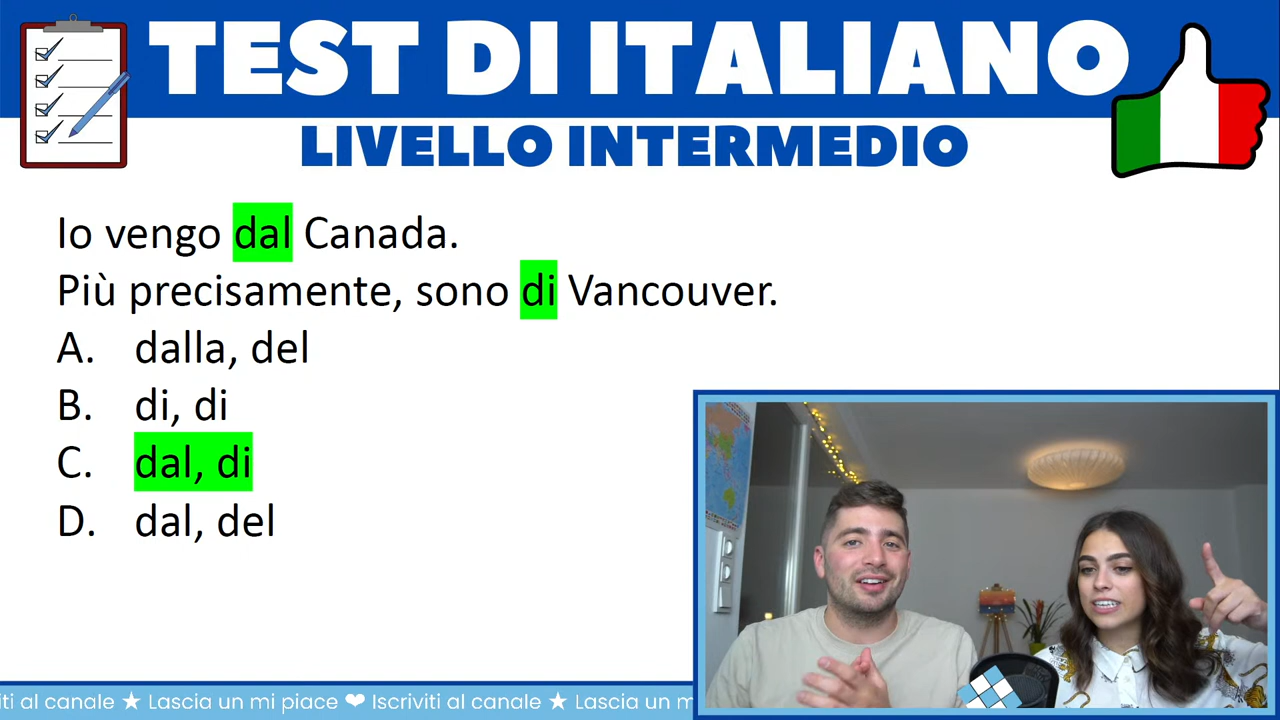 TEST DI ITALIANO
LIVELLO INTERMEDIO
Io vengo dal Canada.
Più precisamente, sono di Vancouver.
A. dalla, del
B. di, di
C. dal, di
D. dal, del
al canale ★ Lascia un mi piace ❤ Iscriviti al canale ★ Lascia un